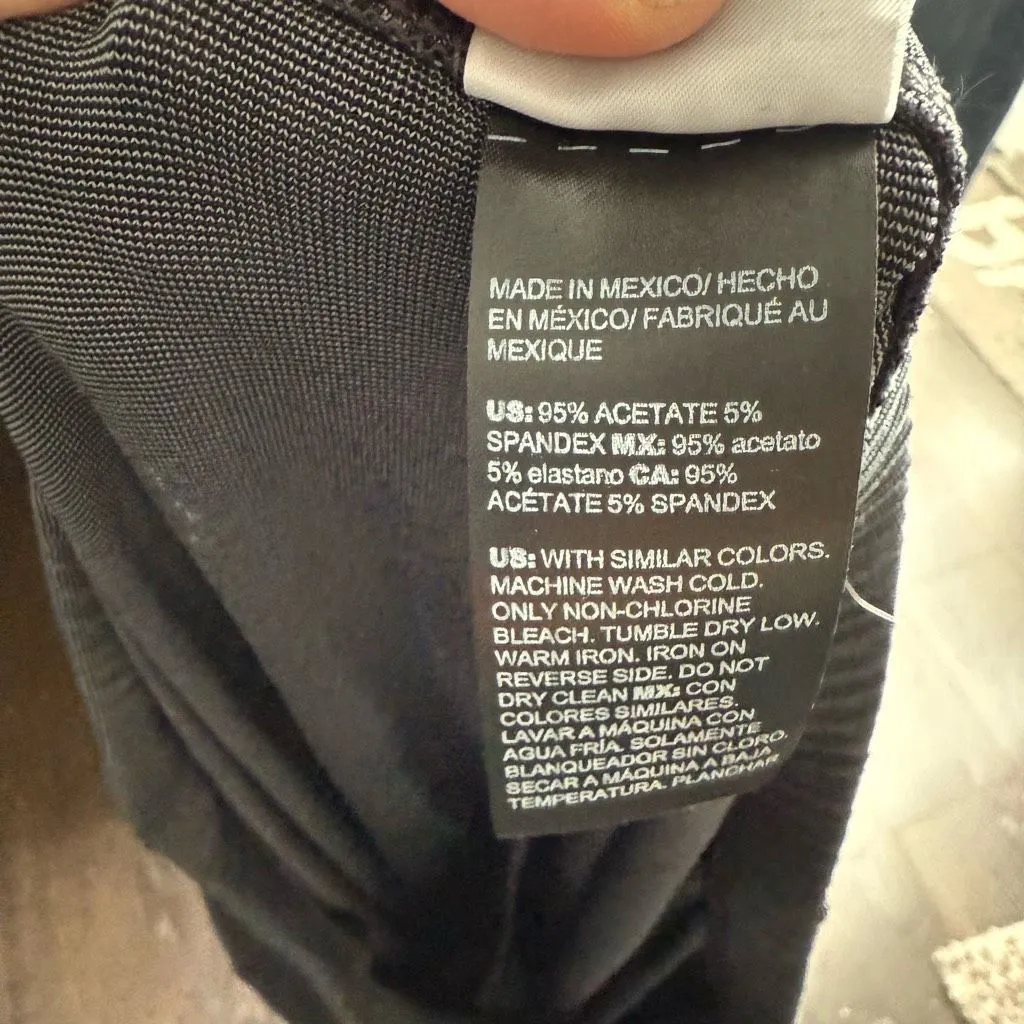 MADE IN MEXICO/ HECHO
EN MÉXICO/ FABRIQUÉ AU
MEXIQUE
US: 95% ACETATE 5%
SPANDEX MX: 95% acetato
5% elastano CA: 95%
ACÉTATE 5% SPANDEX
US: WITH SIMILAR COLORS.
MACHINE WASH COLD.
ONLY NON-CHLORINE
BLEACH. TUMBLE DRY LOW.
WARM IRON. IRON ON
REVERSE SIDE. DO NOT
DRY CLEAN MX: CON
COLORES SIMILARES.
LAVAR A MÁQUINA CON
AGUA FRÍA. SOLAMENTE
BLANQUEADOR SIN CLORO.
SECAR A MÁQUINA A BAJA
TEMPERATURA. PLANCHAR